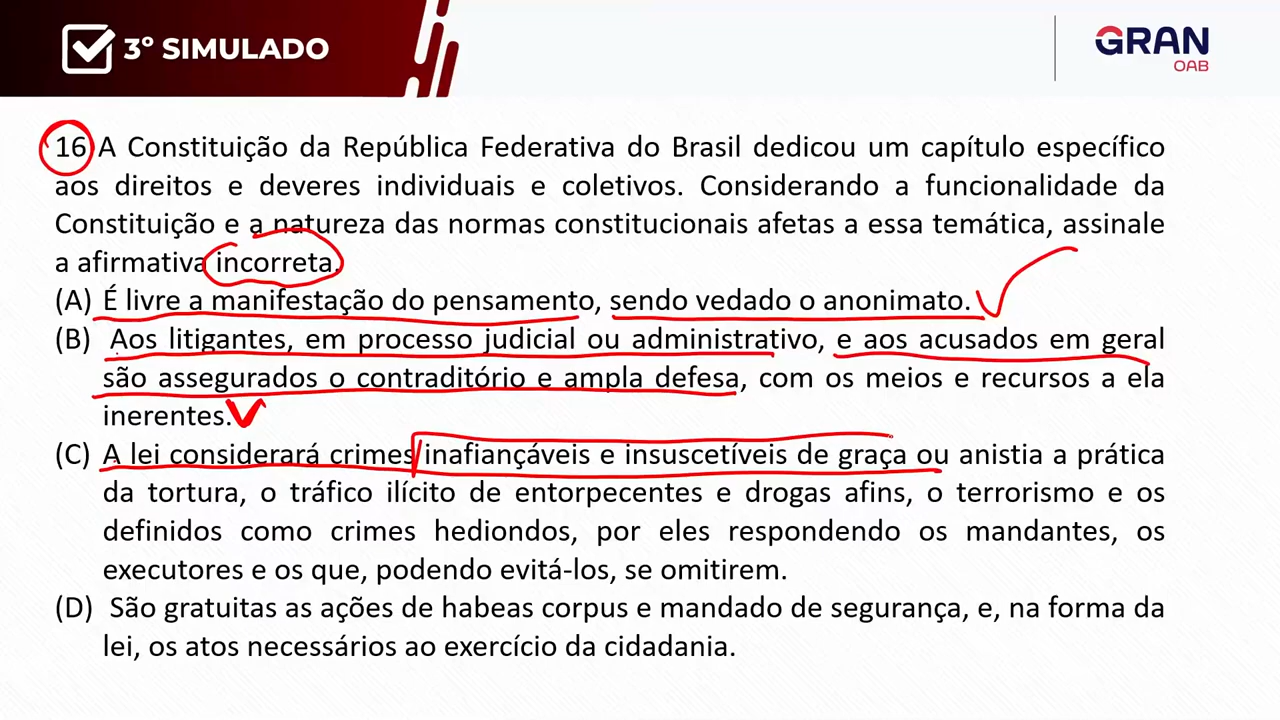 3º SIMULADO
GRAN
OAB
16 A Constituição da República Federativa do Brasil dedicou um capítulo específico
aos direitos e deveres individuais e coletivos. Considerando a funcionalidade da
Constituição e a natureza das normas constitucionais afetas a essa temática, assinale
a afirmativa incorreta.
(A) É livre a manifestação do pensamento, sendo vedado o anonimato.
(B) Aos litigantes, em processo judicial ou administrativo, e aos acusados em geral
são assegurados o contraditório e ampla defesa, com os meios e recursos a ela
inerentes.
(C) A lei considerará crimes inafiançáveis e insuscetíveis de graça ou anistia a prática
da tortura, o tráfico ilícito de entorpecentes e drogas afins, o terrorismo e os
definidos como crimes hediondos, por eles respondendo os mandantes, os
executores e os que, podendo evitá-los, se omitirem.
(D) São gratuitas as ações de habeas corpus e mandado de segurança, e, na forma da
lei, os atos necessários ao exercício da cidadania.